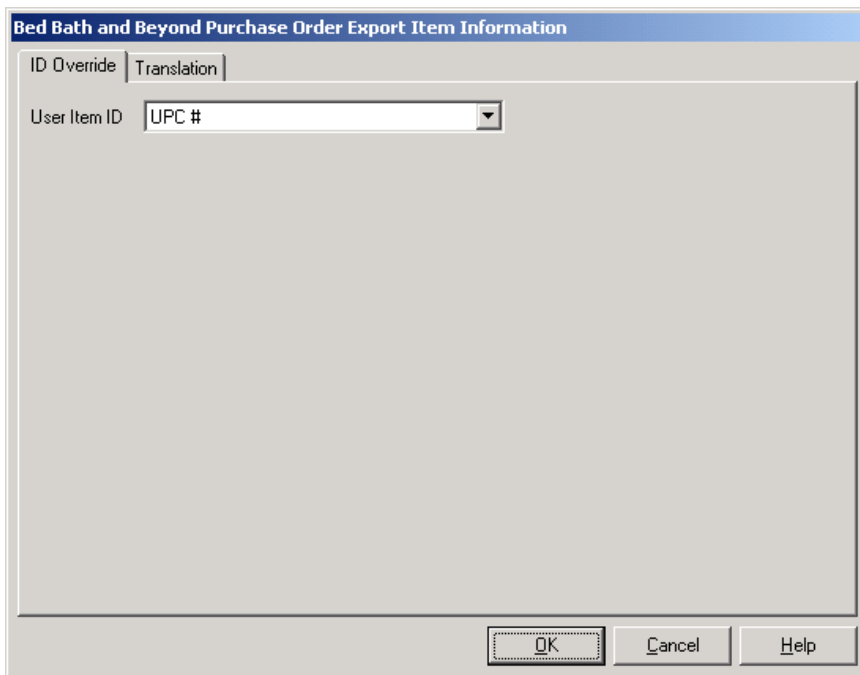 Bed Bath and Beyond Purchase Order Export Item Information
ID Override Translation
User Item ID UPC #
OK Cancel Help